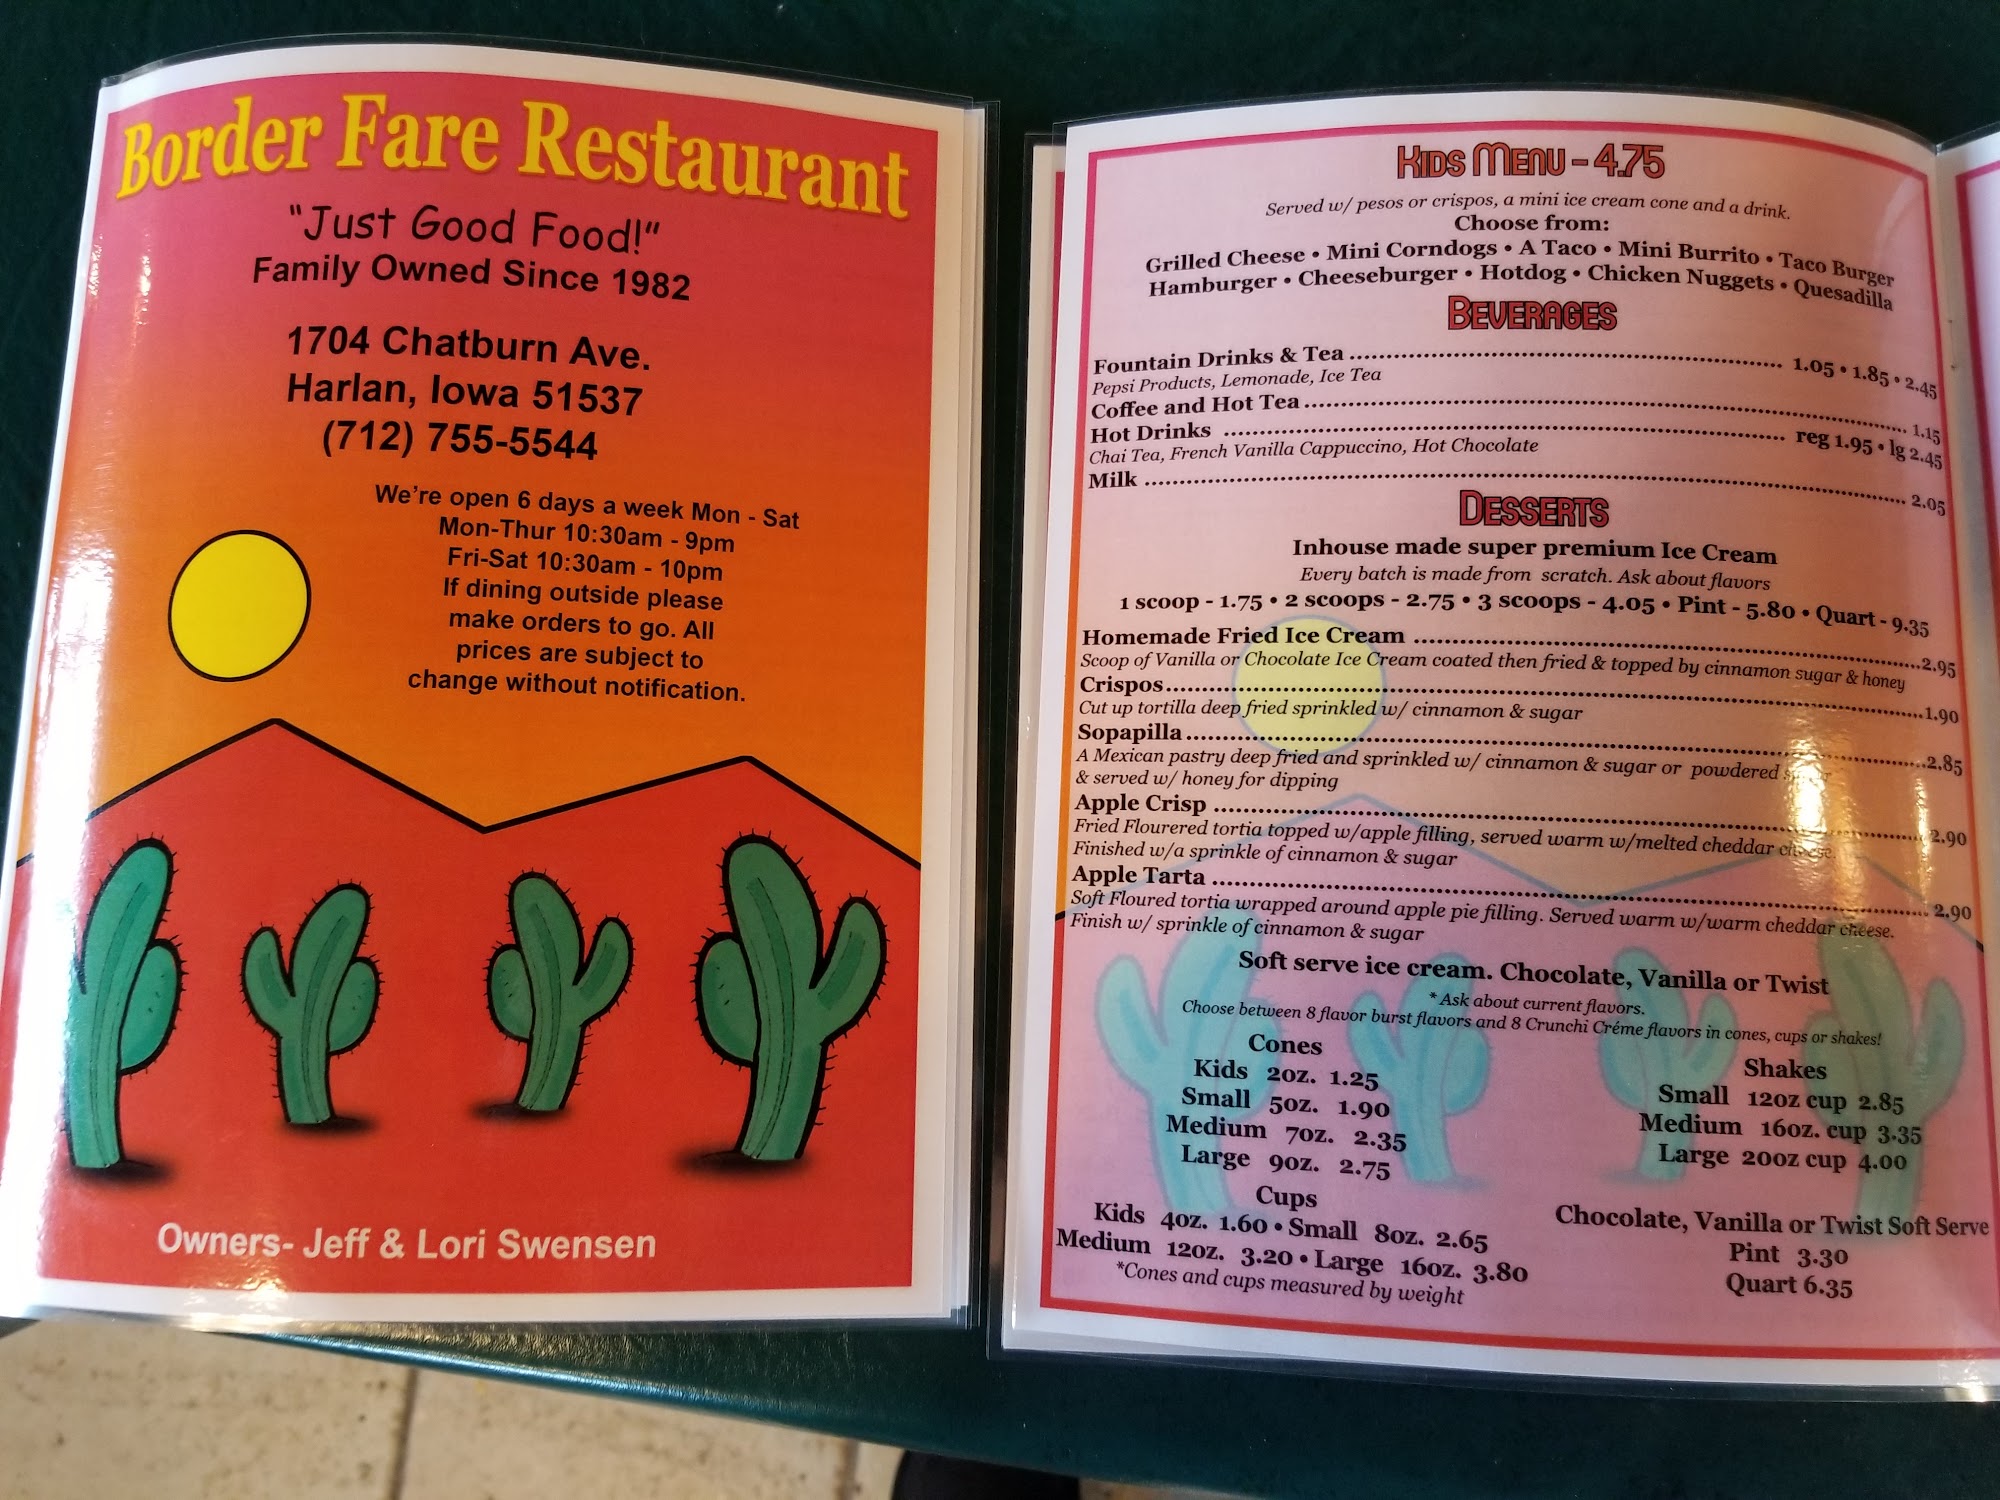 Border Fare Restaurant
"Just Good Food!"
Family Owned Since 1982
1704 Chatburn Ave.
Harlan, Iowa 51537
(712) 755-5544
We're open 6 days a week Mon - Sat
Mon-Thur 10:30am - 9pm
Fri-Sat 10:30am - 10pm
If dining outside please
make orders to go. All
prices are subject to
change without notification.
Owners- Jeff & Lori Swensen
Kids Menu - 4.75
Served w/ pesos or crispos, a mini ice cream cone and a drink.
Choose from:
Grilled Cheese • Mini Corndogs • A Taco • Mini Burrito • Taco Burger
Hamburger • Cheeseburger • Hotdog • Chicken Nuggets • Quesadilla
Beverages
Fountain Drinks & Tea ........ 1.05 • 1.85 • 2.45
Pepsi Products, Lemonade, Ice Tea
Coffee and Hot Tea ........ 1.15
Hot Drinks ........ reg 1.95 • lg 2.45
Chai Tea, French Vanilla Cappuccino, Hot Chocolate
Milk ........ 2.05
Desserts
Inhouse made super premium Ice Cream
Every batch is made from scratch. Ask about flavors
1 scoop - 1.75 • 2 scoops - 2.75 • 3 scoops - 4.05 • Pint - 5.80 • Quart - 9.35
Homemade Fried Ice Cream ........ 2.95
Scoop of Vanilla or Chocolate Ice Cream coated then fried & topped by cinnamon sugar & honey
Crispos ........ 1.90
Cut up tortilla deep fried sprinkled w/ cinnamon & sugar
Sopapilla ........ 2.85
A Mexican pastry deep fried and sprinkled w/ cinnamon & sugar or powdered
& served w/ honey for dipping
Apple Crisp ........ 2.90
Fried Flourered tortia topped w/apple filling, served warm w/melted cheddar cheese.
Finished w/a sprinkle of cinnamon & sugar
Apple Tarta ........ 2.90
Soft Floured tortia wrapped around apple pie filling. Served warm w/warm cheddar cheese.
Finish w/ sprinkle of cinnamon & sugar
Soft serve ice cream. Chocolate, Vanilla or Twist
* Ask about current flavors.
Choose between 8 flavor burst flavors and 8 Crunchi Créme flavors in cones, cups or shakes!
Cones
Kids 2oz. 1.25
Small 5oz. 1.90
Medium 7oz. 2.35
Large 9oz. 2.75
Cups
Kids 4oz. 1.60 • Small 8oz. 2.65
Medium 12oz. 3.20 • Large 16oz. 3.80
*Cones and cups measured by weight
Shakes
Small 12oz cup 2.85
Medium 16oz. cup 3.35
Large 20oz cup 4.00
Chocolate, Vanilla or Twist Soft Serve
Pint 3.30
Quart 6.35